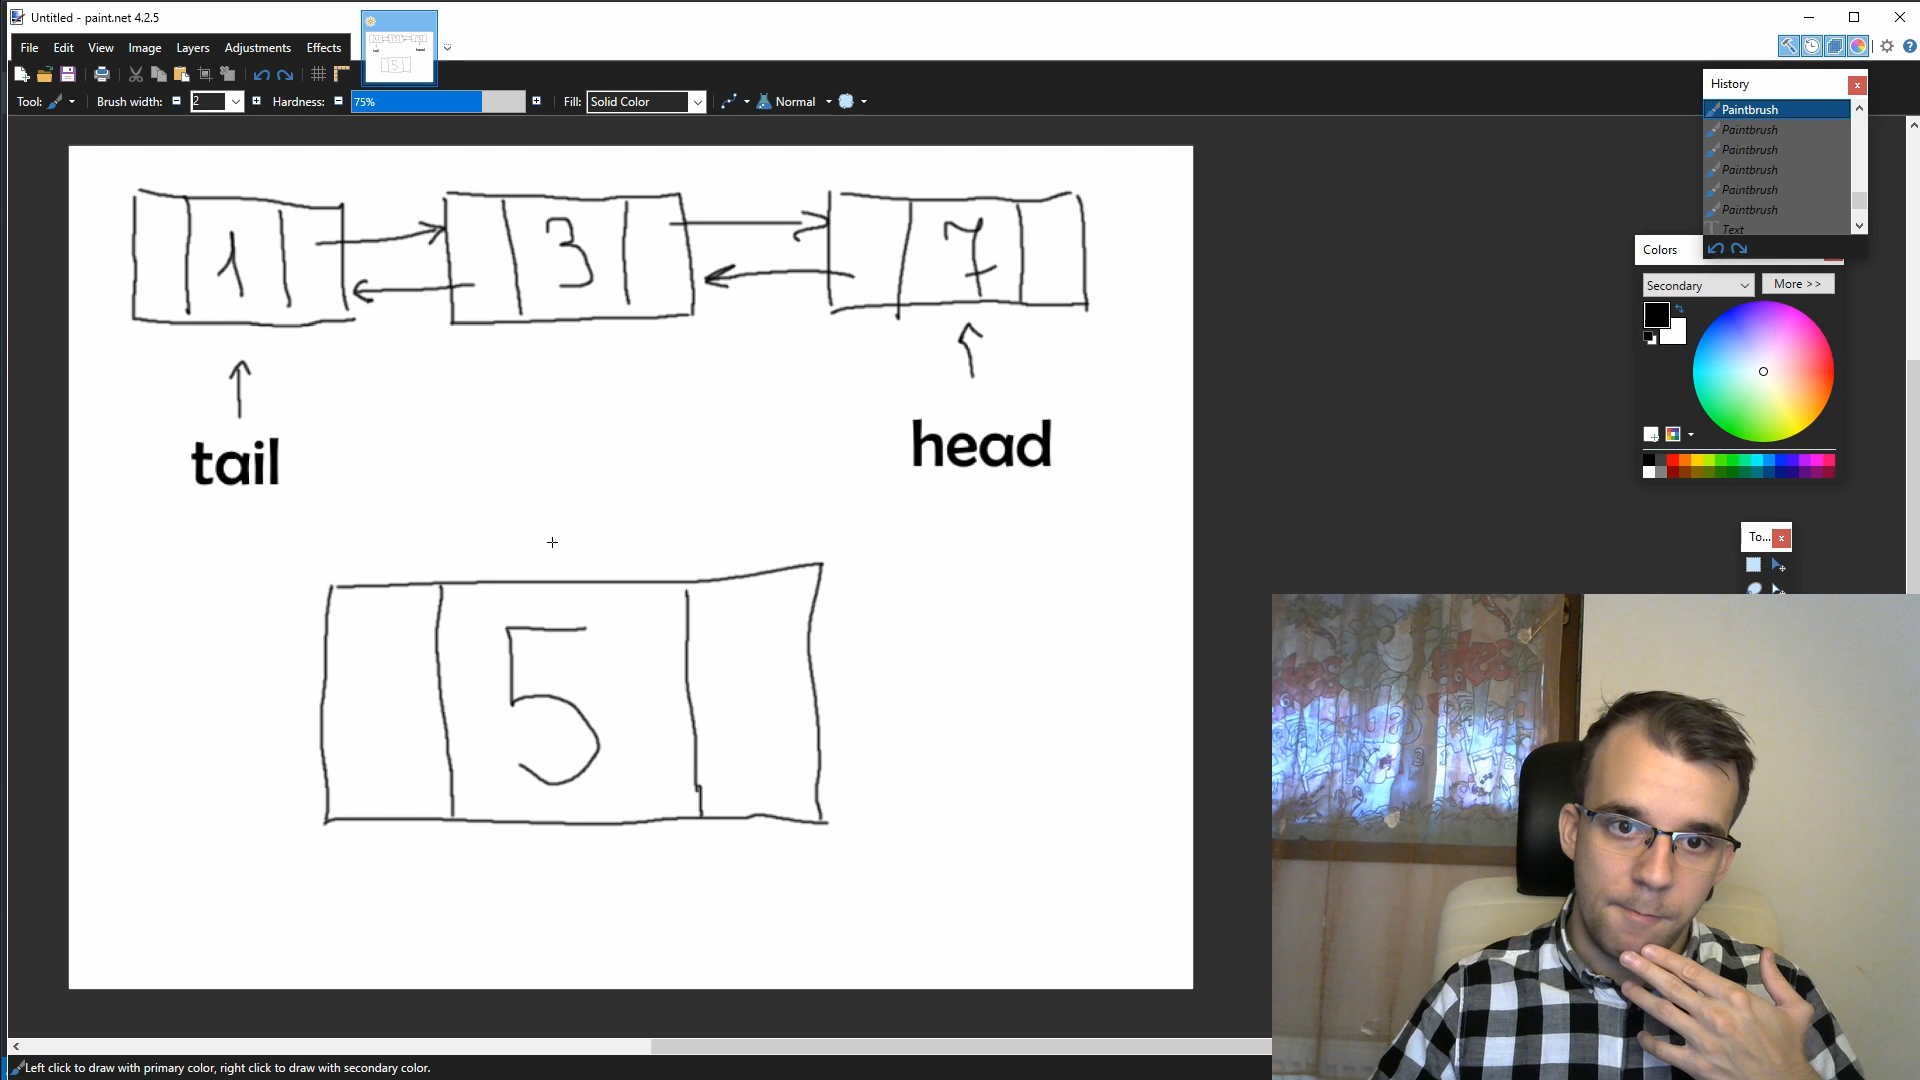 Untitled - paint.net 4.2.5
File Edit View Image Layers Adjustments Effects
Tool: Brush width: 2 Hardness: 75% Fill: Solid Color Normal
History
Paintbrush
Paintbrush
Paintbrush
Paintbrush
Paintbrush
Paintbrush
Text
Colors
Secondary More >>
1 3 7
tail
head
To...
5
Left click to draw with primary color, right click to draw with secondary color.